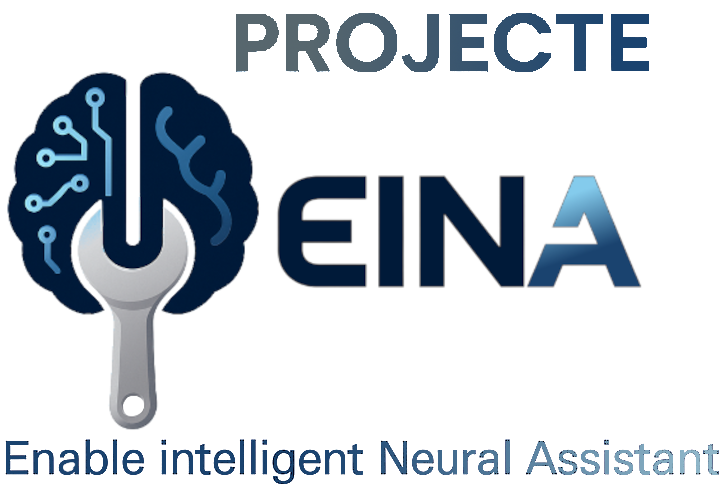 PROJECTE
EINA
Enable intelligent Neural Assistant